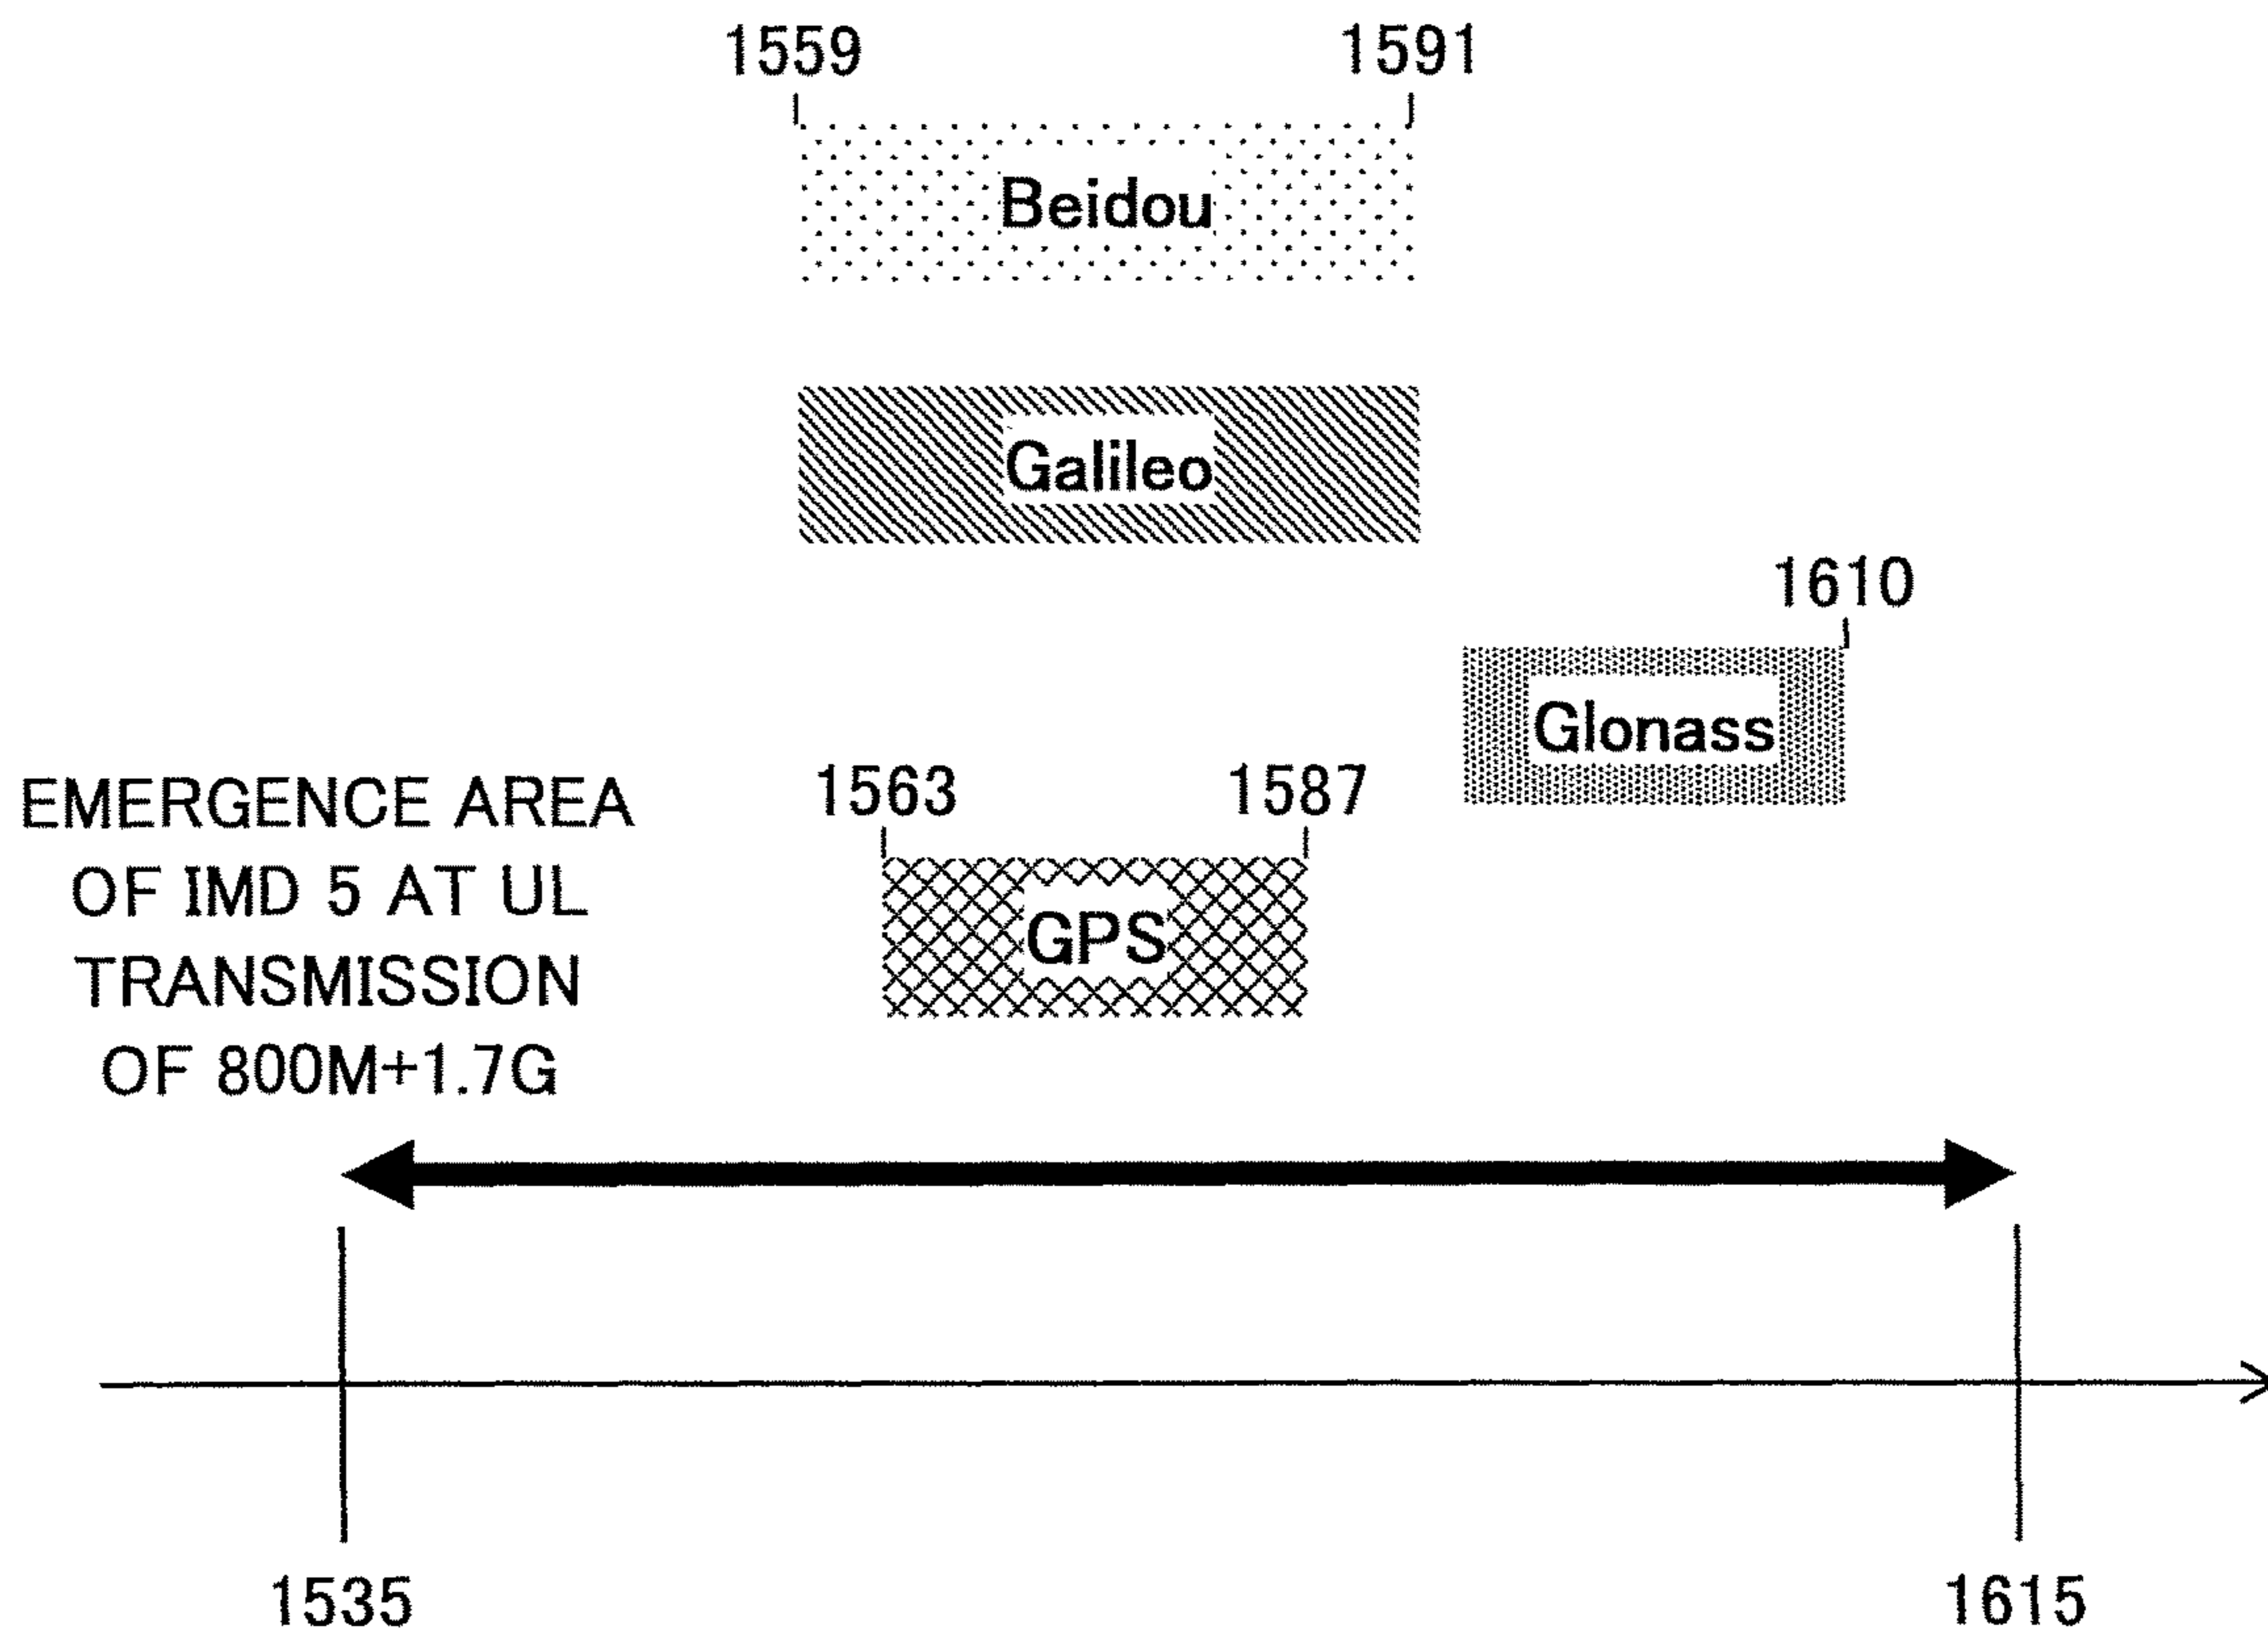 1559 1591
Beidou
Galileo
1610
Glonass
1563 1587
GPS
EMERGENCE AREA
OF IMD 5 AT UL
TRANSMISSION
OF 800M+1.7G
1535 1615